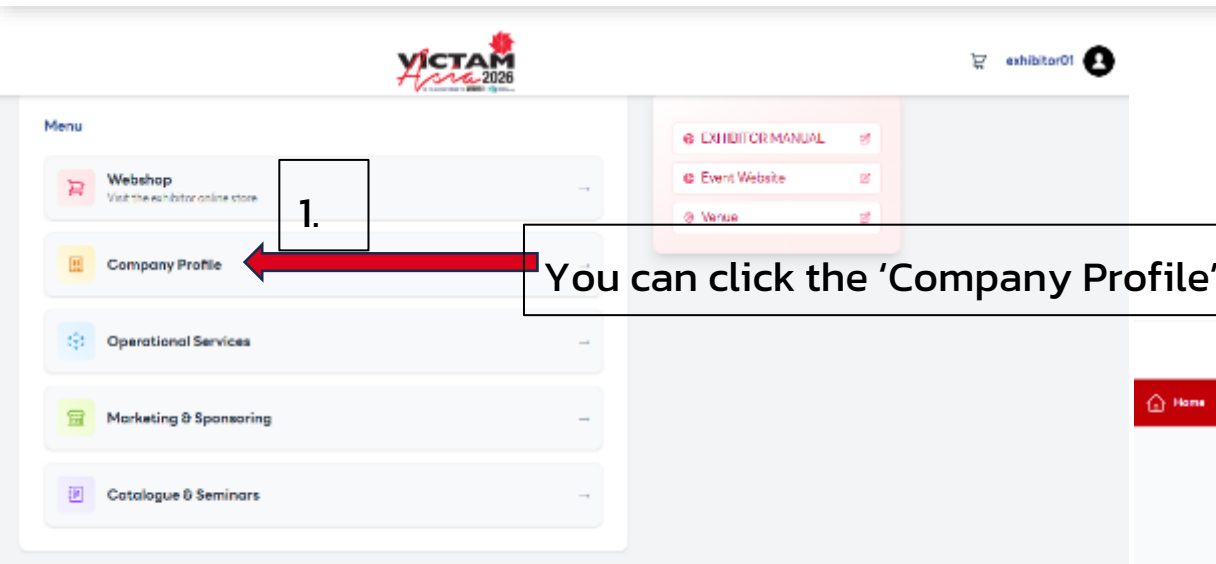 VICTAM
Asia 2026
exhibitor01
Menu
EXHIBITOR MANUAL
Webshop
Visit the exhibitor online store
Event Website
1.
Venue
Company Profile
You can click the ‘Company Profile’
Operational Services
Home
Marketing & Sponsoring
Catalogue & Seminars